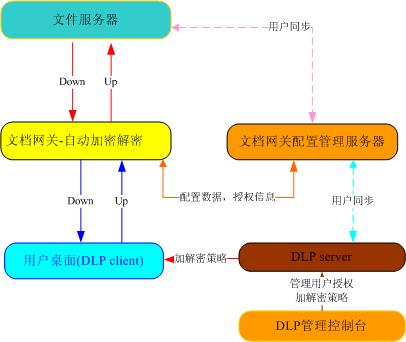 文件服务器
用户同步
Down
Up
文档网关-自动加密解密
文档网关配置管理服务器
配置数据，授权信息
Down
Up
用户同步
用户桌面(DLP client)
加解密策略
DLP server
管理用户授权
加解密策略
DLP管理控制台